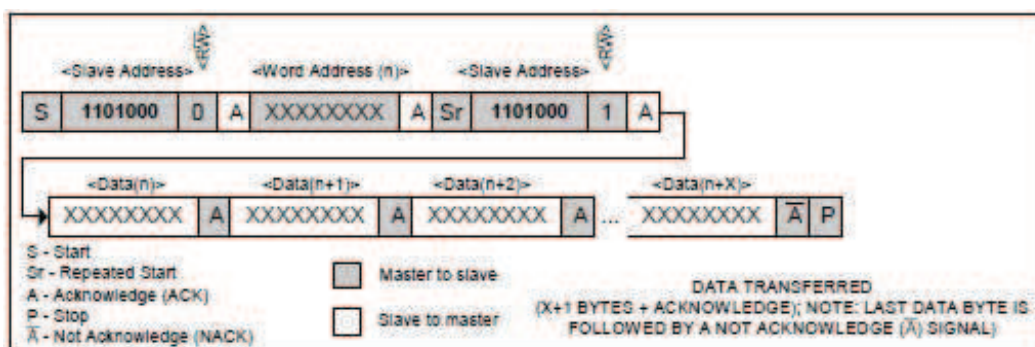 <R/W> <R/W>
<Slave Address> <Word Address (n)> <Slave Address>
S 1101000 0 A XXXXXXXX A Sr 1101000 1 A
<Data(n)> <Data(n+1)> <Data(n+2)> <Data(n+X)>
XXXXXXXX A XXXXXXXX A XXXXXXXX A ... XXXXXXXX A̅ P
S - Start
Sr - Repeated Start
A - Acknowledge (ACK)
P - Stop
A̅ - Not Acknowledge (NACK)
Master to slave
Slave to master
DATA TRANSFERRED
(X+1 BYTES + ACKNOWLEDGE); NOTE: LAST DATA BYTE IS
FOLLOWED BY A NOT ACKNOWLEDGE (A̅) SIGNAL)